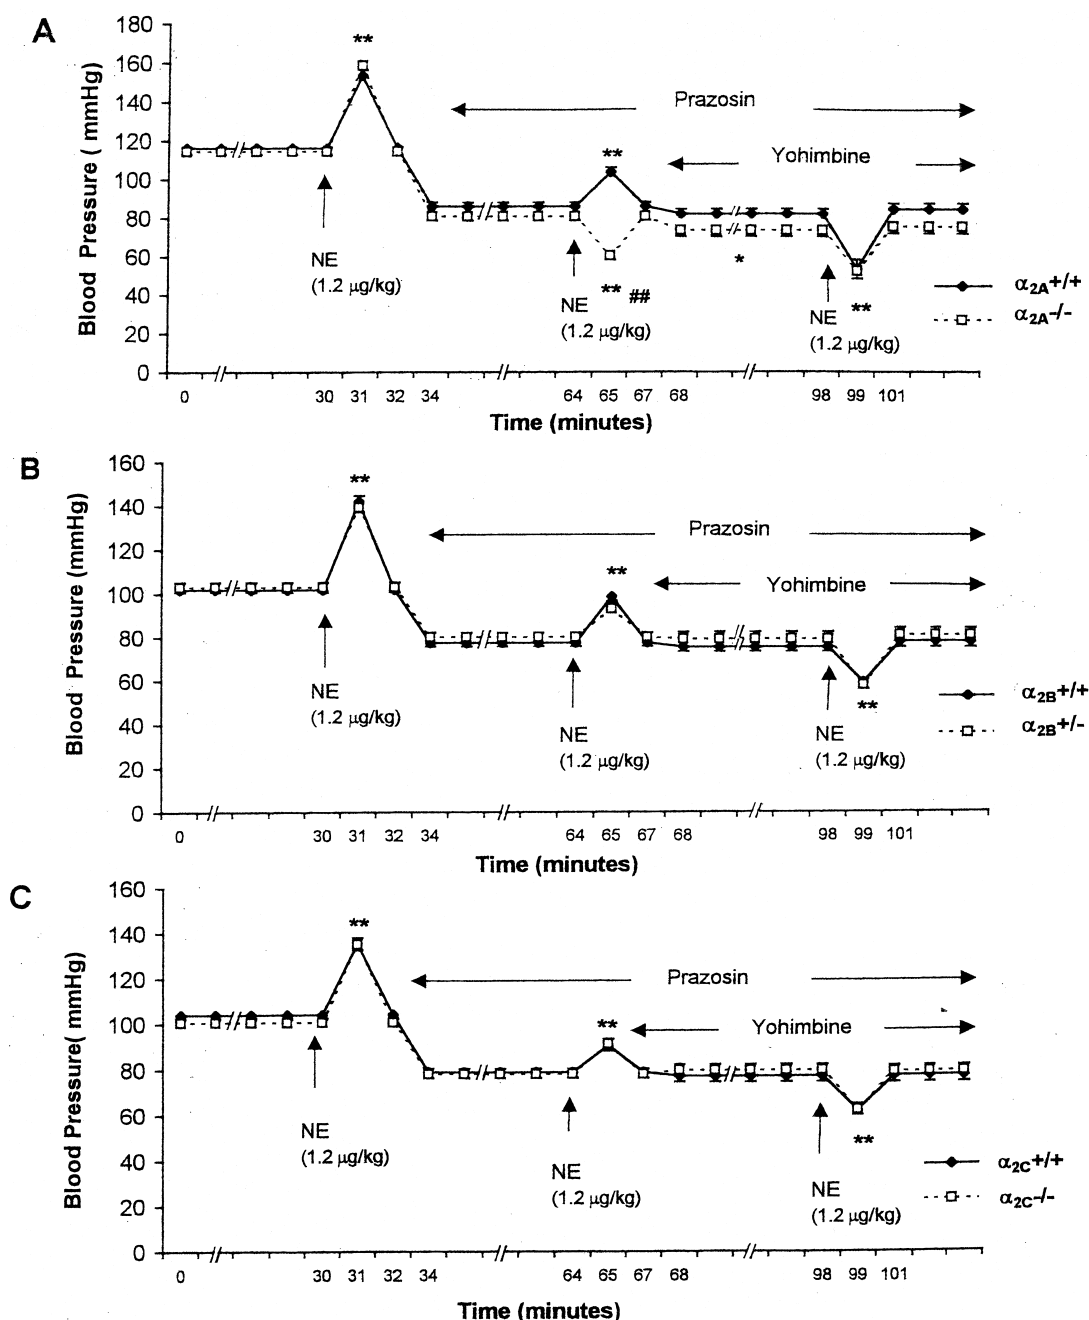 A
Blood Pressure ( mmHg)
180
160
140
120
100
80
60
40
20
0
**
Prazosin
**
Yohimbine
NE
(1.2 μg/kg)
** ##
NE
(1.2 μg/kg)
*
NE
(1.2 μg/kg)
**
α2A+/+
α2A-/-
0 30 31 32 34 64 65 67 68 98 99 101
Time (minutes)
B
Blood Pressure (mmHg)
160
140
120
100
80
60
40
20
0
**
Prazosin
**
Yohimbine
NE
(1.2 μg/kg)
NE
(1.2 μg/kg)
NE
(1.2 μg/kg)
**
α2B+/+
α2B+/-
0 30 31 32 34 64 65 67 68 98 99 101
Time (minutes)
C
Blood Pressure( mmHg)
160
140
120
100
80
60
40
20
0
**
Prazosin
**
Yohimbine
NE
(1.2 μg/kg)
NE
(1.2 μg/kg)
NE
(1.2 μg/kg)
**
α2C+/+
α2C-/-
0 30 31 32 34 64 65 67 68 98 99 101
Time (minutes)